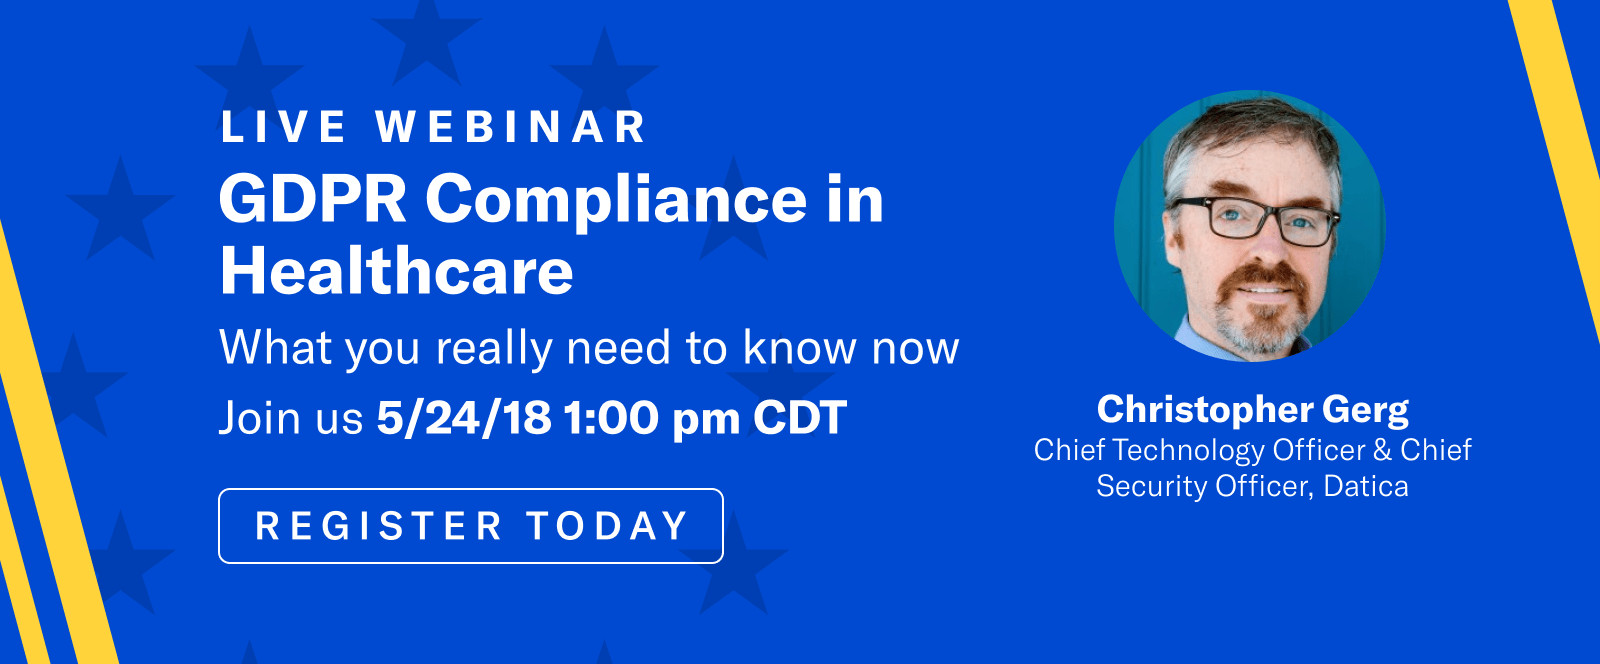 LIVE WEBINAR
GDPR Compliance in
Healthcare
What you really need to know now
Join us 5/24/18 1:00 pm CDT
REGISTER TODAY
Christopher Gerg
Chief Technology Officer & Chief
Security Officer, Datica